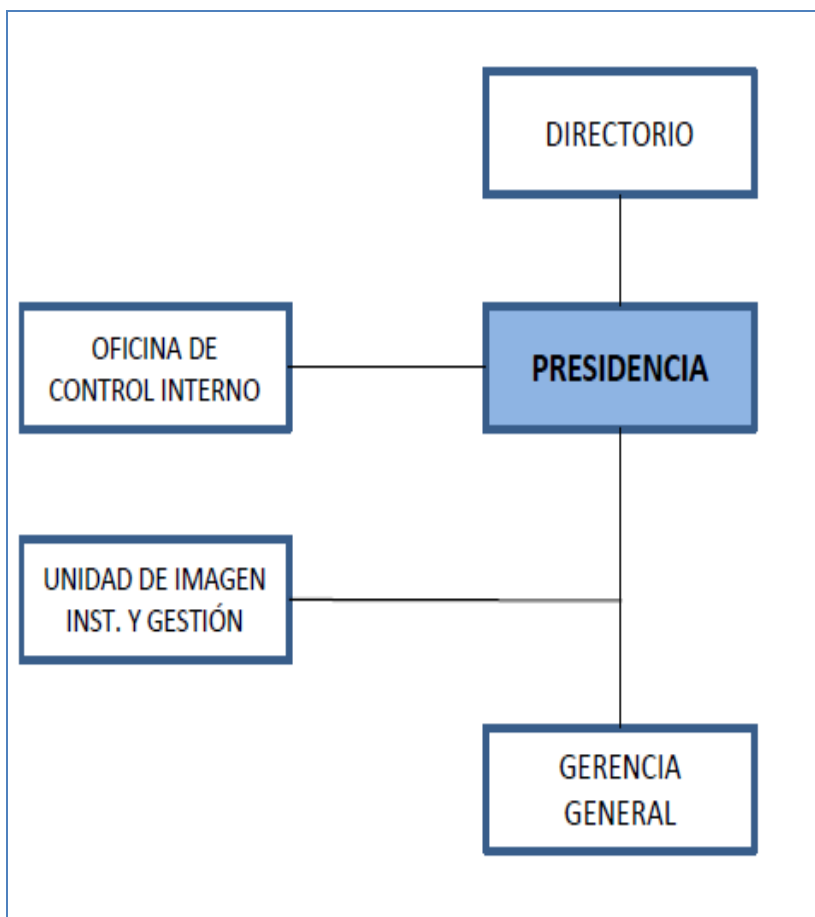 DIRECTORIO
OFICINA DE
CONTROL INTERNO
PRESIDENCIA
UNIDAD DE IMAGEN
INST. Y GESTIÓN
GERENCIA
GENERAL